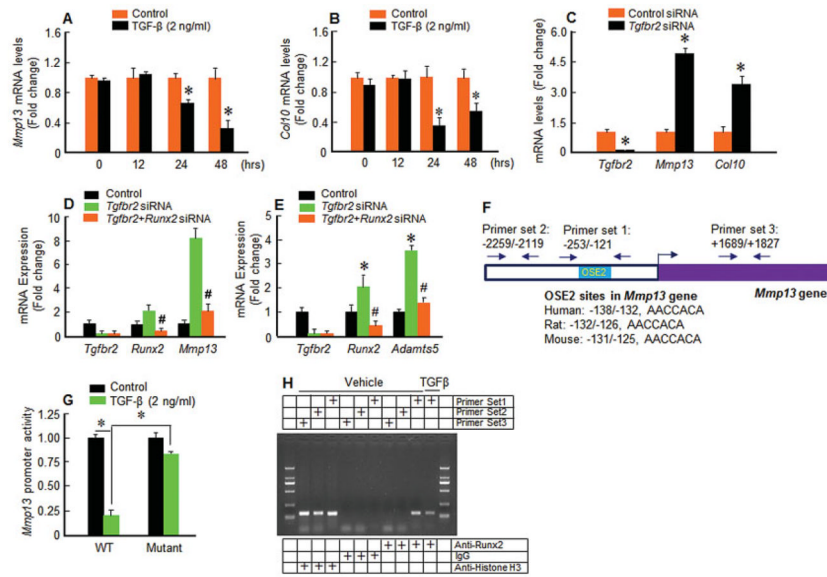 A
Control
TGF-β (2 ng/ml)
Mmp13 mRNA levels
(Fold change)
1.6
1.2
0.8
0.4
0
0 12 24 48 (hrs)
* *
B
Control
TGF-β (2 ng/ml)
Col10 mRNA levels
(Fold change)
1.6
1.2
0.8
0.4
0
0 12 24 48 (hrs)
* *
C
Control siRNA
Tgfbr2 siRNA
mRNA levels (Fold change)
6.0
4.5
3.0
1.5
0
* * *
Tgfbr2 Mmp13 Col10
D
Control
Tgfbr2 siRNA
Tgfbr2+Runx2 siRNA
mRNA Expression
(Fold change)
10
8
6
4
2
0
# #
Tgfbr2 Runx2 Mmp13
E
Control
Tgfbr2 siRNA
Tgfbr2+Runx2 siRNA
mRNA Expression
(Fold change)
5
4
3
2
1
0
* # * #
Tgfbr2 Runx2 Adamts5
F
Primer set 2:
-2259/-2119
Primer set 1:
-253/-121
Primer set 3:
+1689/+1827
OSE2
OSE2 sites in Mmp13 gene
Mmp13 gene
Human: -138/-132, AACCACA
Rat: -132/-126, AACCACA
Mouse: -131/-125, AACCACA
G
Control
TGF-β (2 ng/ml)
Mmp13 promoter activity
1.25
1.00
0.75
0.50
0.25
0
* *
WT Mutant
H
Vehicle TGFβ
+ + + + Primer Set1
+ + + Primer Set2
+ + + Primer Set3
+ + + + Anti-Runx2
+ + + IgG
+ + + Anti-Histone H3